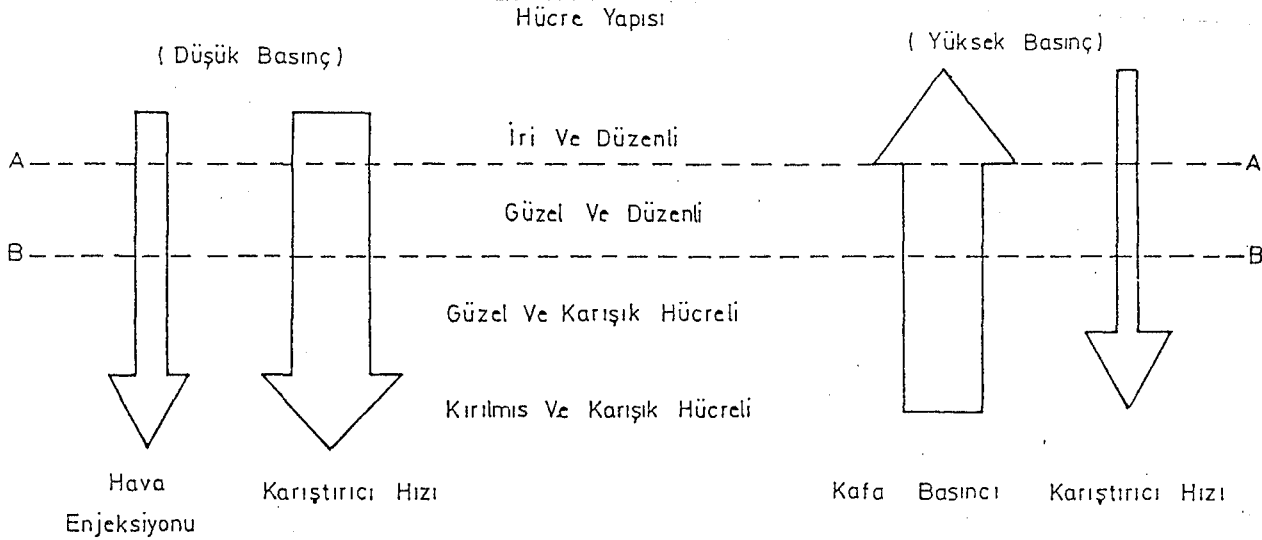 Hücre Yapısı
( Düşük Basınç)
( Yüksek Basınç)
İri Ve Düzenli
A
A
Güzel Ve Düzenli
B
B
Güzel Ve Karışık Hücreli
Kırılmıs Ve Karışık Hücreli
Hava
Enjeksiyonu
Karıştırıcı Hızı
Kafa Basıncı
Karıştırıcı Hızı